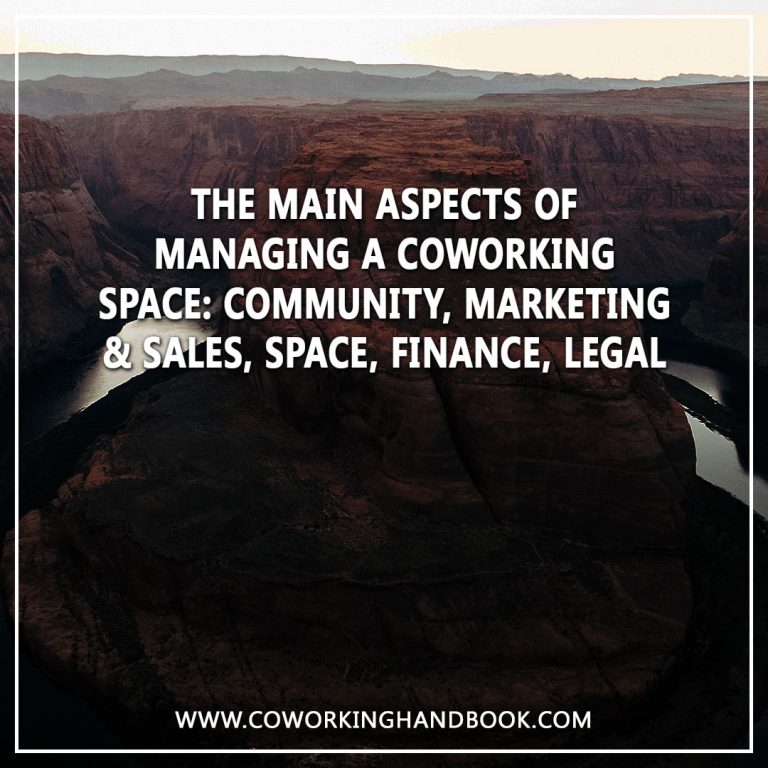 THE MAIN ASPECTS OF
MANAGING A COWORKING
SPACE: COMMUNITY, MARKETING
& SALES, SPACE, FINANCE, LEGAL
WWW.COWORKINGHANDBOOK.COM